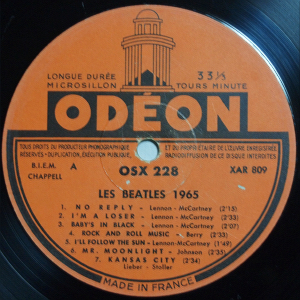 LONGUE DURÉE 33 1/3
MICROSILLON TOURS MINUTE
ODÉON
TOUS DROITS DU PRODUCTEUR PHONOGRAPHIQUE ET DU PROPRIETAIRE DE L'ŒUVRE ENREGISTRÉE
RÉSERVÉS · DUPLICATION, EXÉCUTION PUBLIQUE, RADIODIFFUSION DE CE DISQUE INTERDITES
B.I.E.M. A OSX 228 XAR 809
CHAPPELL
LES BEATLES 1965
1 - NO REPLY - Lennon - McCartney (2'15)
2 - I'M A LOSER - Lennon - McCartney (2'33)
3 - BABY'S IN BLACK - Lennon - McCartney (2'07)
4 - ROCK AND ROLL MUSIC - Berry (2'33)
5 - I'LL FOLLOW THE SUN - Lennon-McCartney (1'49)
6 - MR. MOONLIGHT - Johnson (2'35)
7 - KANSAS CITY (2'34)
Lieber - Stoller
MADE IN FRANCE